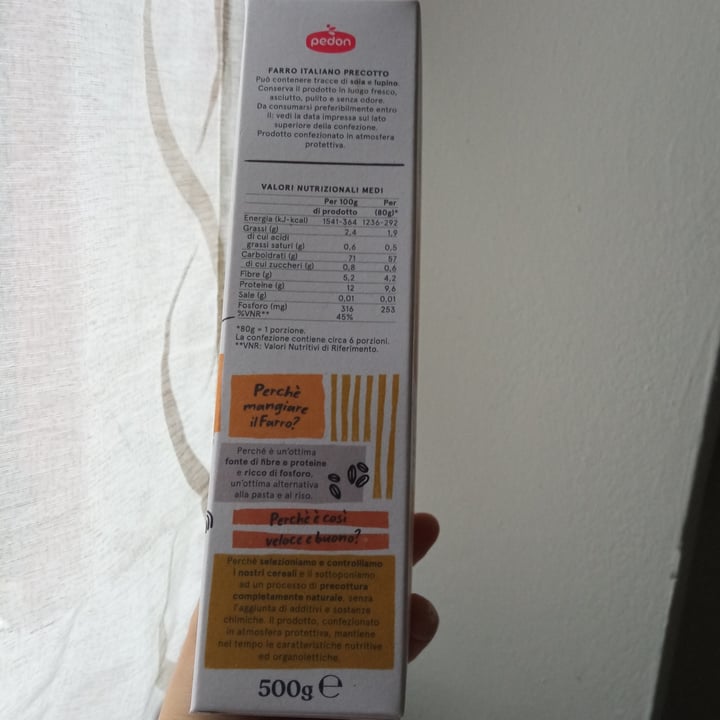 pedon
FARRO ITALIANO PRECOTTO
Può contenere tracce di soia e lupino.
Conserva il prodotto in luogo fresco,
asciutto, pulito e senza odore.
Da consumarsi preferibilmente entro
il: vedi la data impressa sul lato
superiore della confezione.
Prodotto confezionato in atmosfera
protettiva.
VALORI NUTRIZIONALI MEDI
Per 100g Per
di prodotto (80g)*
Energia (kJ-kcal) 1541-364 1236-292
Grassi (g) 2,4 1,9
di cui acidi
grassi saturi (g) 0,6 0,5
Carboidrati (g) 71 57
di cui zuccheri (g) 0,8 0,6
Fibre (g) 5,2 4,2
Proteine (g) 12 9,6
Sale (g) 0,01 0,01
Fosforo (mg) 316 253
%VNR** 45%
*80g = 1 porzione.
La confezione contiene circa 6 porzioni.
**VNR: Valori Nutritivi di Riferimento.
Perchè
mangiare
il Farro?
Perché è un'ottima
fonte di fibre e proteine
e ricco di fosforo,
un'ottima alternativa
alla pasta e al riso.
Perchè è così
veloce e buono?
Perché selezioniamo e controlliamo
i nostri cereali e li sottoponiamo
ad un processo di precottura
completamente naturale, senza
l'aggiunta di additivi e sostanze
chimiche. Il prodotto, confezionato
in atmosfera protettiva, mantiene
nel tempo le caratteristiche nutritive
ed organolettiche.
500g ℮